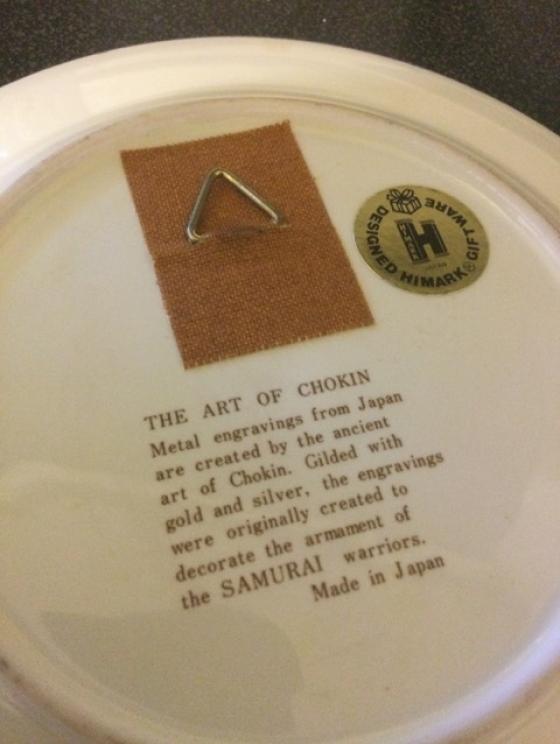 DESIGNED HIMARK® GIFTWARE
H
JAPAN
THE ART OF CHOKIN
Metal engravings from Japan
are created by the ancient
art of Chokin. Gilded with
gold and silver, the engravings
were originally created to
decorate the armament of
the SAMURAI warriors.
Made in Japan